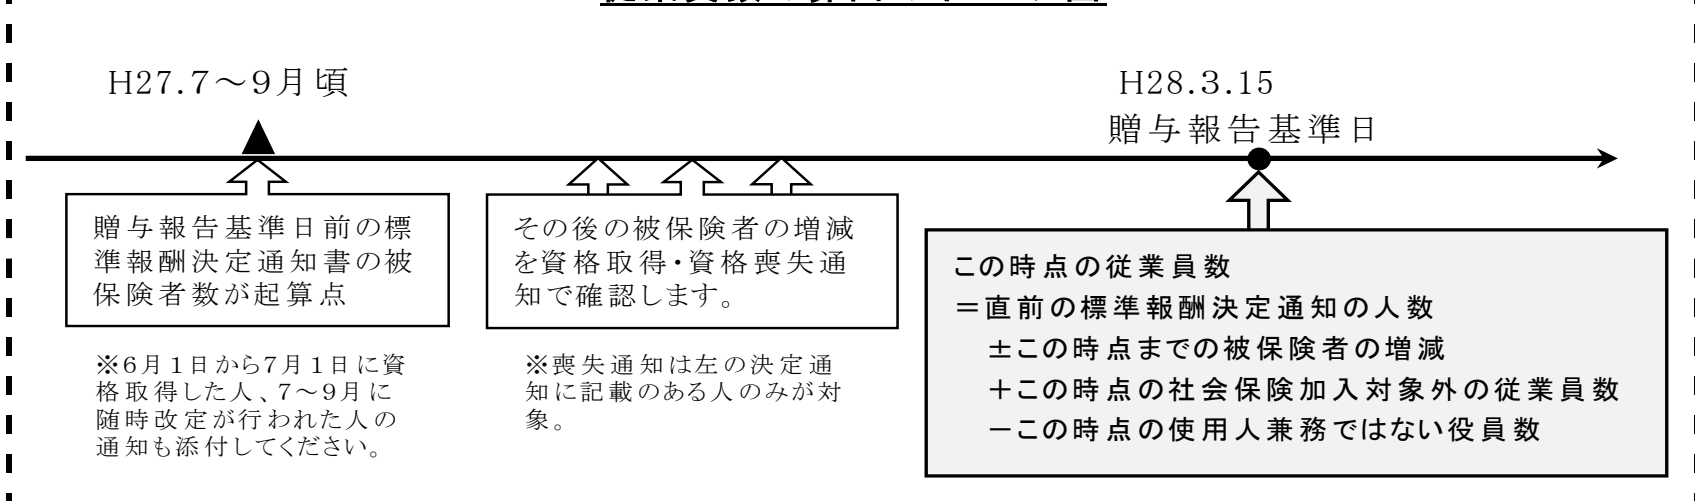 H27.7～9月頃
H28.3.15
贈与報告基準日
贈与報告基準日前の標
準報酬決定通知書の被
保険者数が起算点
その後の被保険者の増減
を資格取得・資格喪失通
知で確認します。
この時点の従業員数
＝直前の標準報酬決定通知の人数
±この時点までの被保険者の増減
＋この時点の社会保険加入対象外の従業員数
－この時点の使用人兼務ではない役員数
※6月1日から7月1日に資
格取得した人、7～9月に
随時改定が行われた人の
通知も添付してください。
※喪失通知は左の決定通
知に記載のある人のみが対
象。